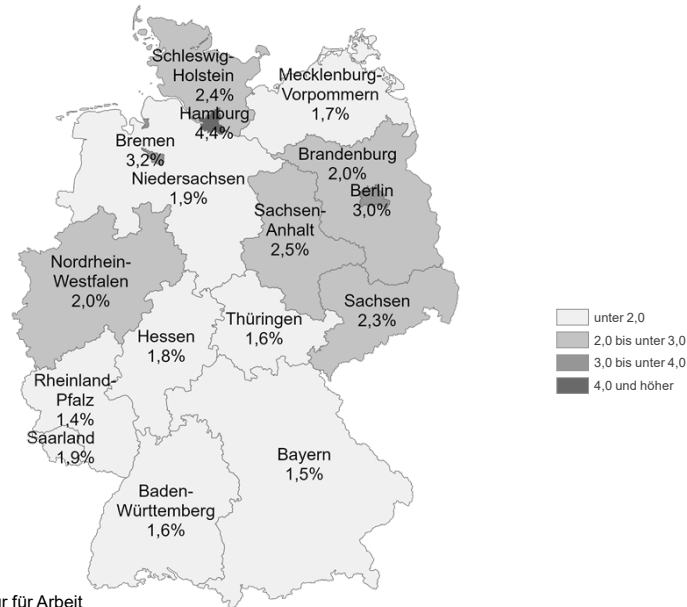 Schleswig-
Holstein
2,4%
Hamburg
4,4%
Mecklenburg-
Vorpommern
1,7%
Bremen
3,2%
Niedersachsen
1,9%
Brandenburg
2,0%
Berlin
3,0%
Sachsen-
Anhalt
2,5%
Nordrhein-
Westfalen
2,0%
Sachsen
2,3%
Thüringen
1,6%
Hessen
1,8%
Rheinland-
Pfalz
1,4%
Saarland
1,9%
Bayern
1,5%
Baden-
Württemberg
1,6%
unter 2,0
2,0 bis unter 3,0
3,0 bis unter 4,0
4,0 und höher
für Arbeit